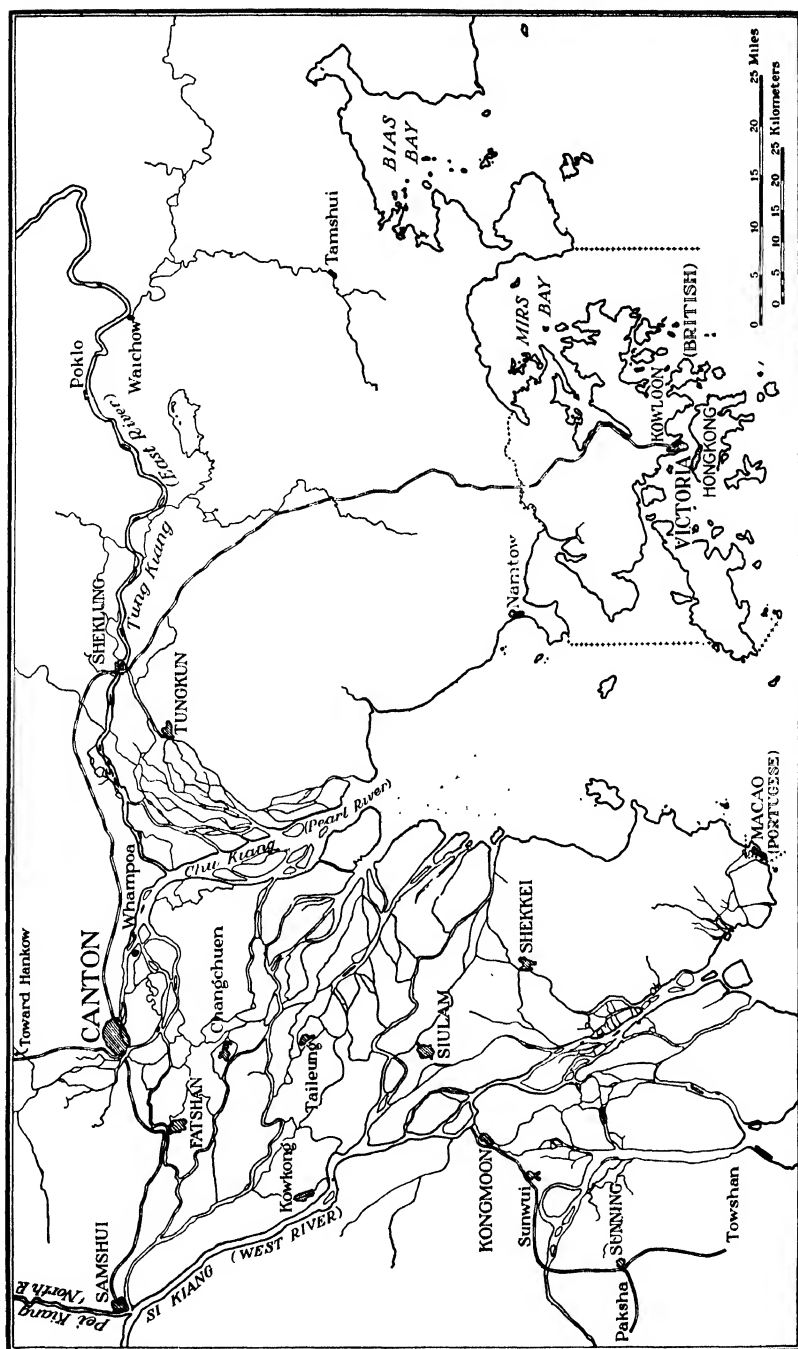 Toward Hankow
CANTON
Whampoa
SHEKLUNG
Tung Kiang (East River)
Poklo
Waichow
Pei Kiang
SAMSHUI
FATSHAN
Changchuen
Chu Kiang
(Pearl River)
TUNGKUN
Tamshui
BIAS
BAY
SI KIANG (WEST RIVER)
Kowkong
Taileung
SIULAM
SHEKKEI
Namtow
MIRS
BAY
KONGMOON
Sunwui
SUNNING
Paksha
Towshan
MACAO
(PORTUGESE)
VICTORIA
KOWLOON
HONGKONG
(BRITISH)
0 5 10 15 20 25 Miles
0 5 10 15 20 25 Kilometers